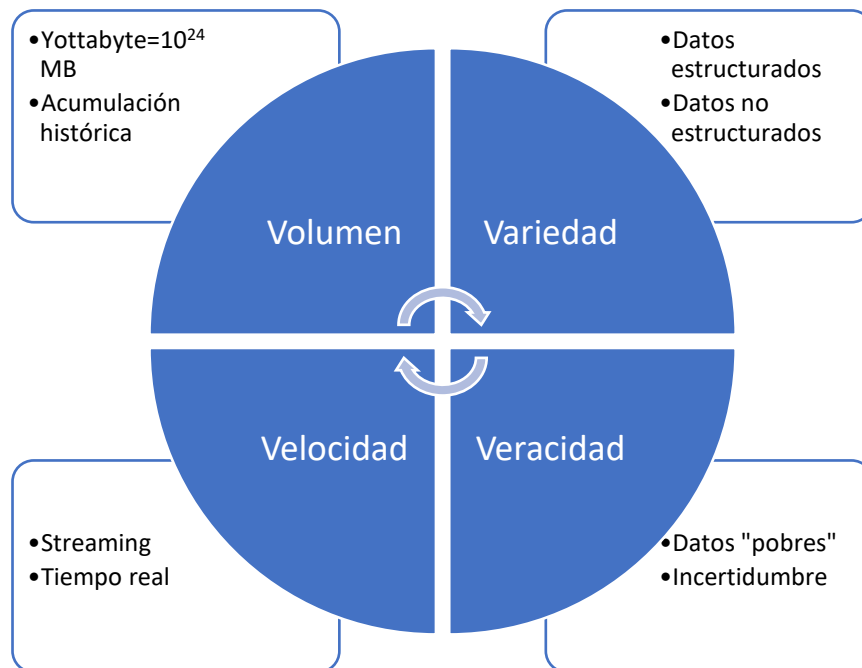 •Yottabyte=10²⁴
MB
•Acumulación
histórica
•Datos
estructurados
•Datos no
estructurados
Volumen
Variedad
Velocidad
Veracidad
•Streaming
•Tiempo real
•Datos "pobres"
•Incertidumbre